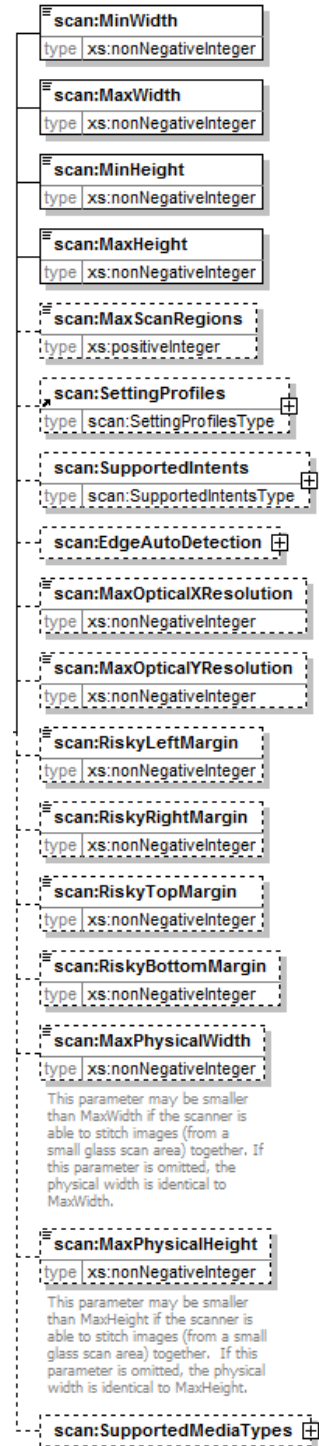 scan:MinWidth
type xs:nonNegativeInteger
scan:MaxWidth
type xs:nonNegativeInteger
scan:MinHeight
type xs:nonNegativeInteger
scan:MaxHeight
type xs:nonNegativeInteger
scan:MaxScanRegions
type xs:positiveInteger
scan:SettingProfiles
type scan:SettingProfilesType
scan:SupportedIntents
type scan:SupportedIntentsType
scan:EdgeAutoDetection
scan:MaxOpticalXResolution
type xs:nonNegativeInteger
scan:MaxOpticalYResolution
type xs:nonNegativeInteger
scan:RiskyLeftMargin
type xs:nonNegativeInteger
scan:RiskyRightMargin
type xs:nonNegativeInteger
scan:RiskyTopMargin
type xs:nonNegativeInteger
scan:RiskyBottomMargin
type xs:nonNegativeInteger
scan:MaxPhysicalWidth
type xs:nonNegativeInteger
This parameter may be smaller
than MaxWidth if the scanner is
able to stitch images (from a
small glass scan area) together. If
this parameter is omitted, the
physical width is identical to
MaxWidth.
scan:MaxPhysicalHeight
type xs:nonNegativeInteger
This parameter may be smaller
than MaxHeight if the scanner is
able to stitch images (from a small
glass scan area) together.  If this
parameter is omitted, the physical
width is identical to MaxHeight.
scan:SupportedMediaTypes